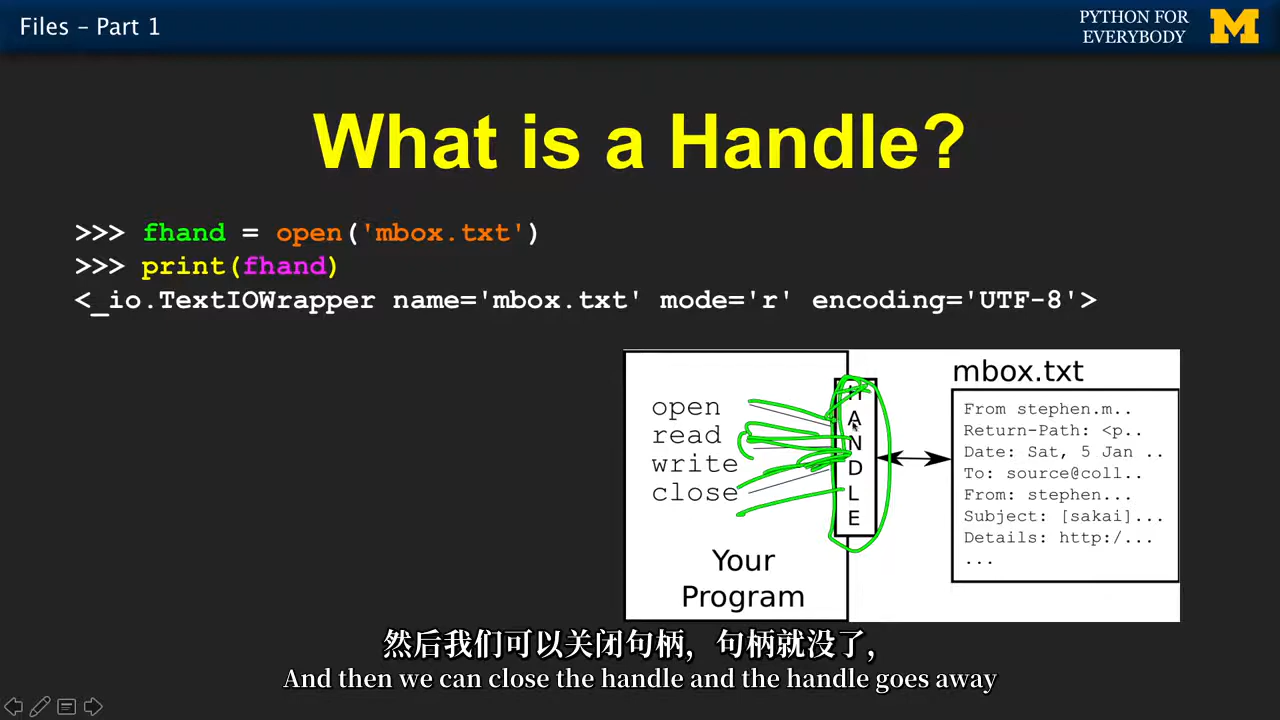 Files – Part 1
PYTHON FOR
EVERYBODY
M
What is a Handle?
>>> fhand = open('mbox.txt')
>>> print(fhand)
<_io.TextIOWrapper name='mbox.txt' mode='r' encoding='UTF-8'>
open
read
write
close
H
A
N
D
L
E
Your
Program
mbox.txt
From stephen.m..
Return-Path: <p..
Date: Sat, 5 Jan ..
To: source@coll..
From: stephen...
Subject: [sakai]...
Details: http:/...
...
然后我们可以关闭句柄，句柄就没了，
And then we can close the handle and the handle goes away